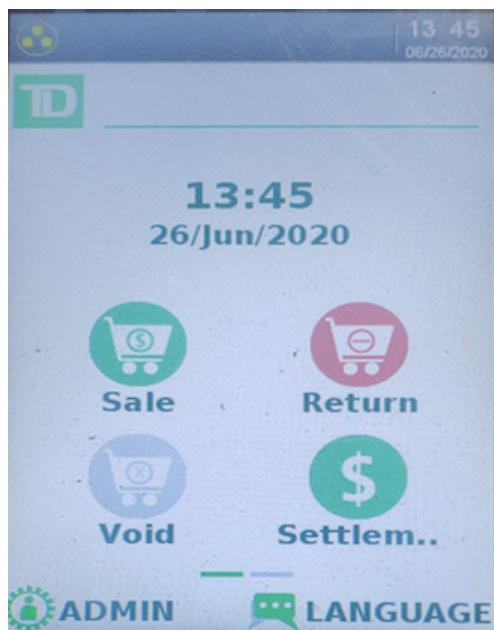 13 45
06/26/2020
TD
13:45
26/Jun/2020
$
Sale
Return
X
$
Void
Settlem..
ADMIN
LANGUAGE